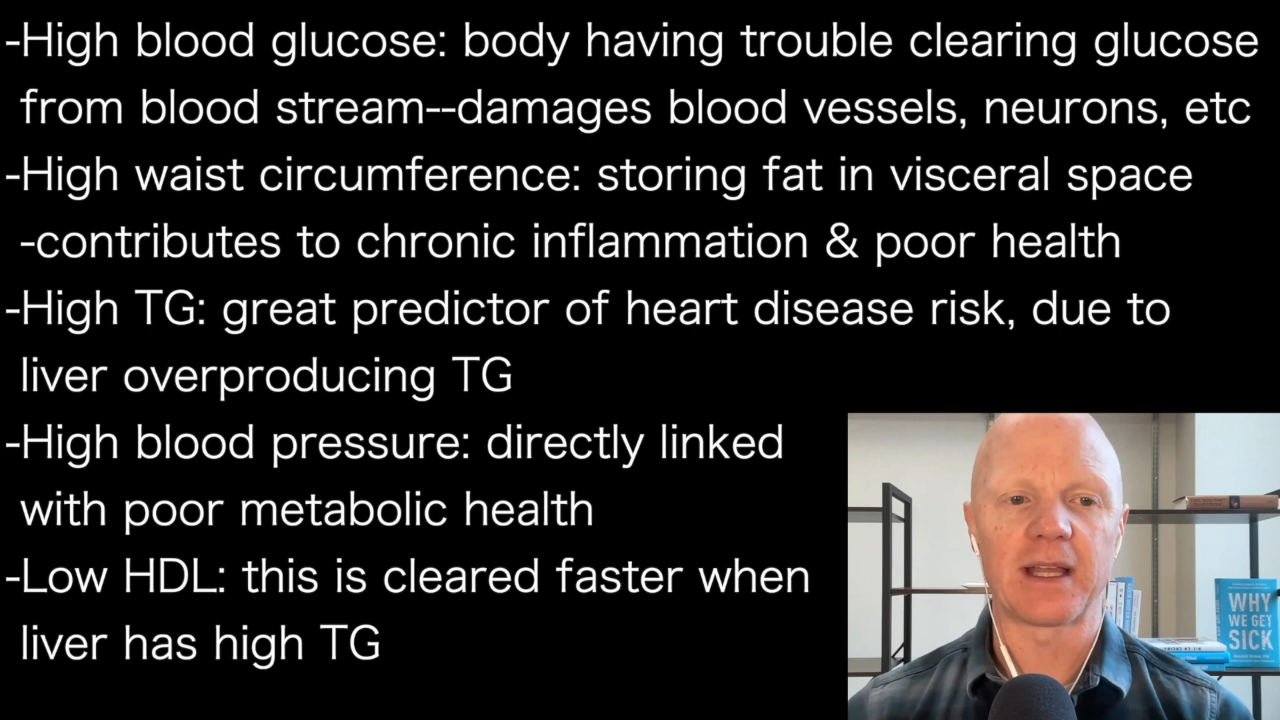 -High blood glucose: body having trouble clearing glucose
from blood stream--damages blood vessels, neurons, etc
-High waist circumference: storing fat in visceral space
-contributes to chronic inflammation & poor health
-High TG: great predictor of heart disease risk, due to
liver overproducing TG
-High blood pressure: directly linked
with poor metabolic health
-Low HDL: this is cleared faster when
liver has high TG
WHY
WE GET
SICK